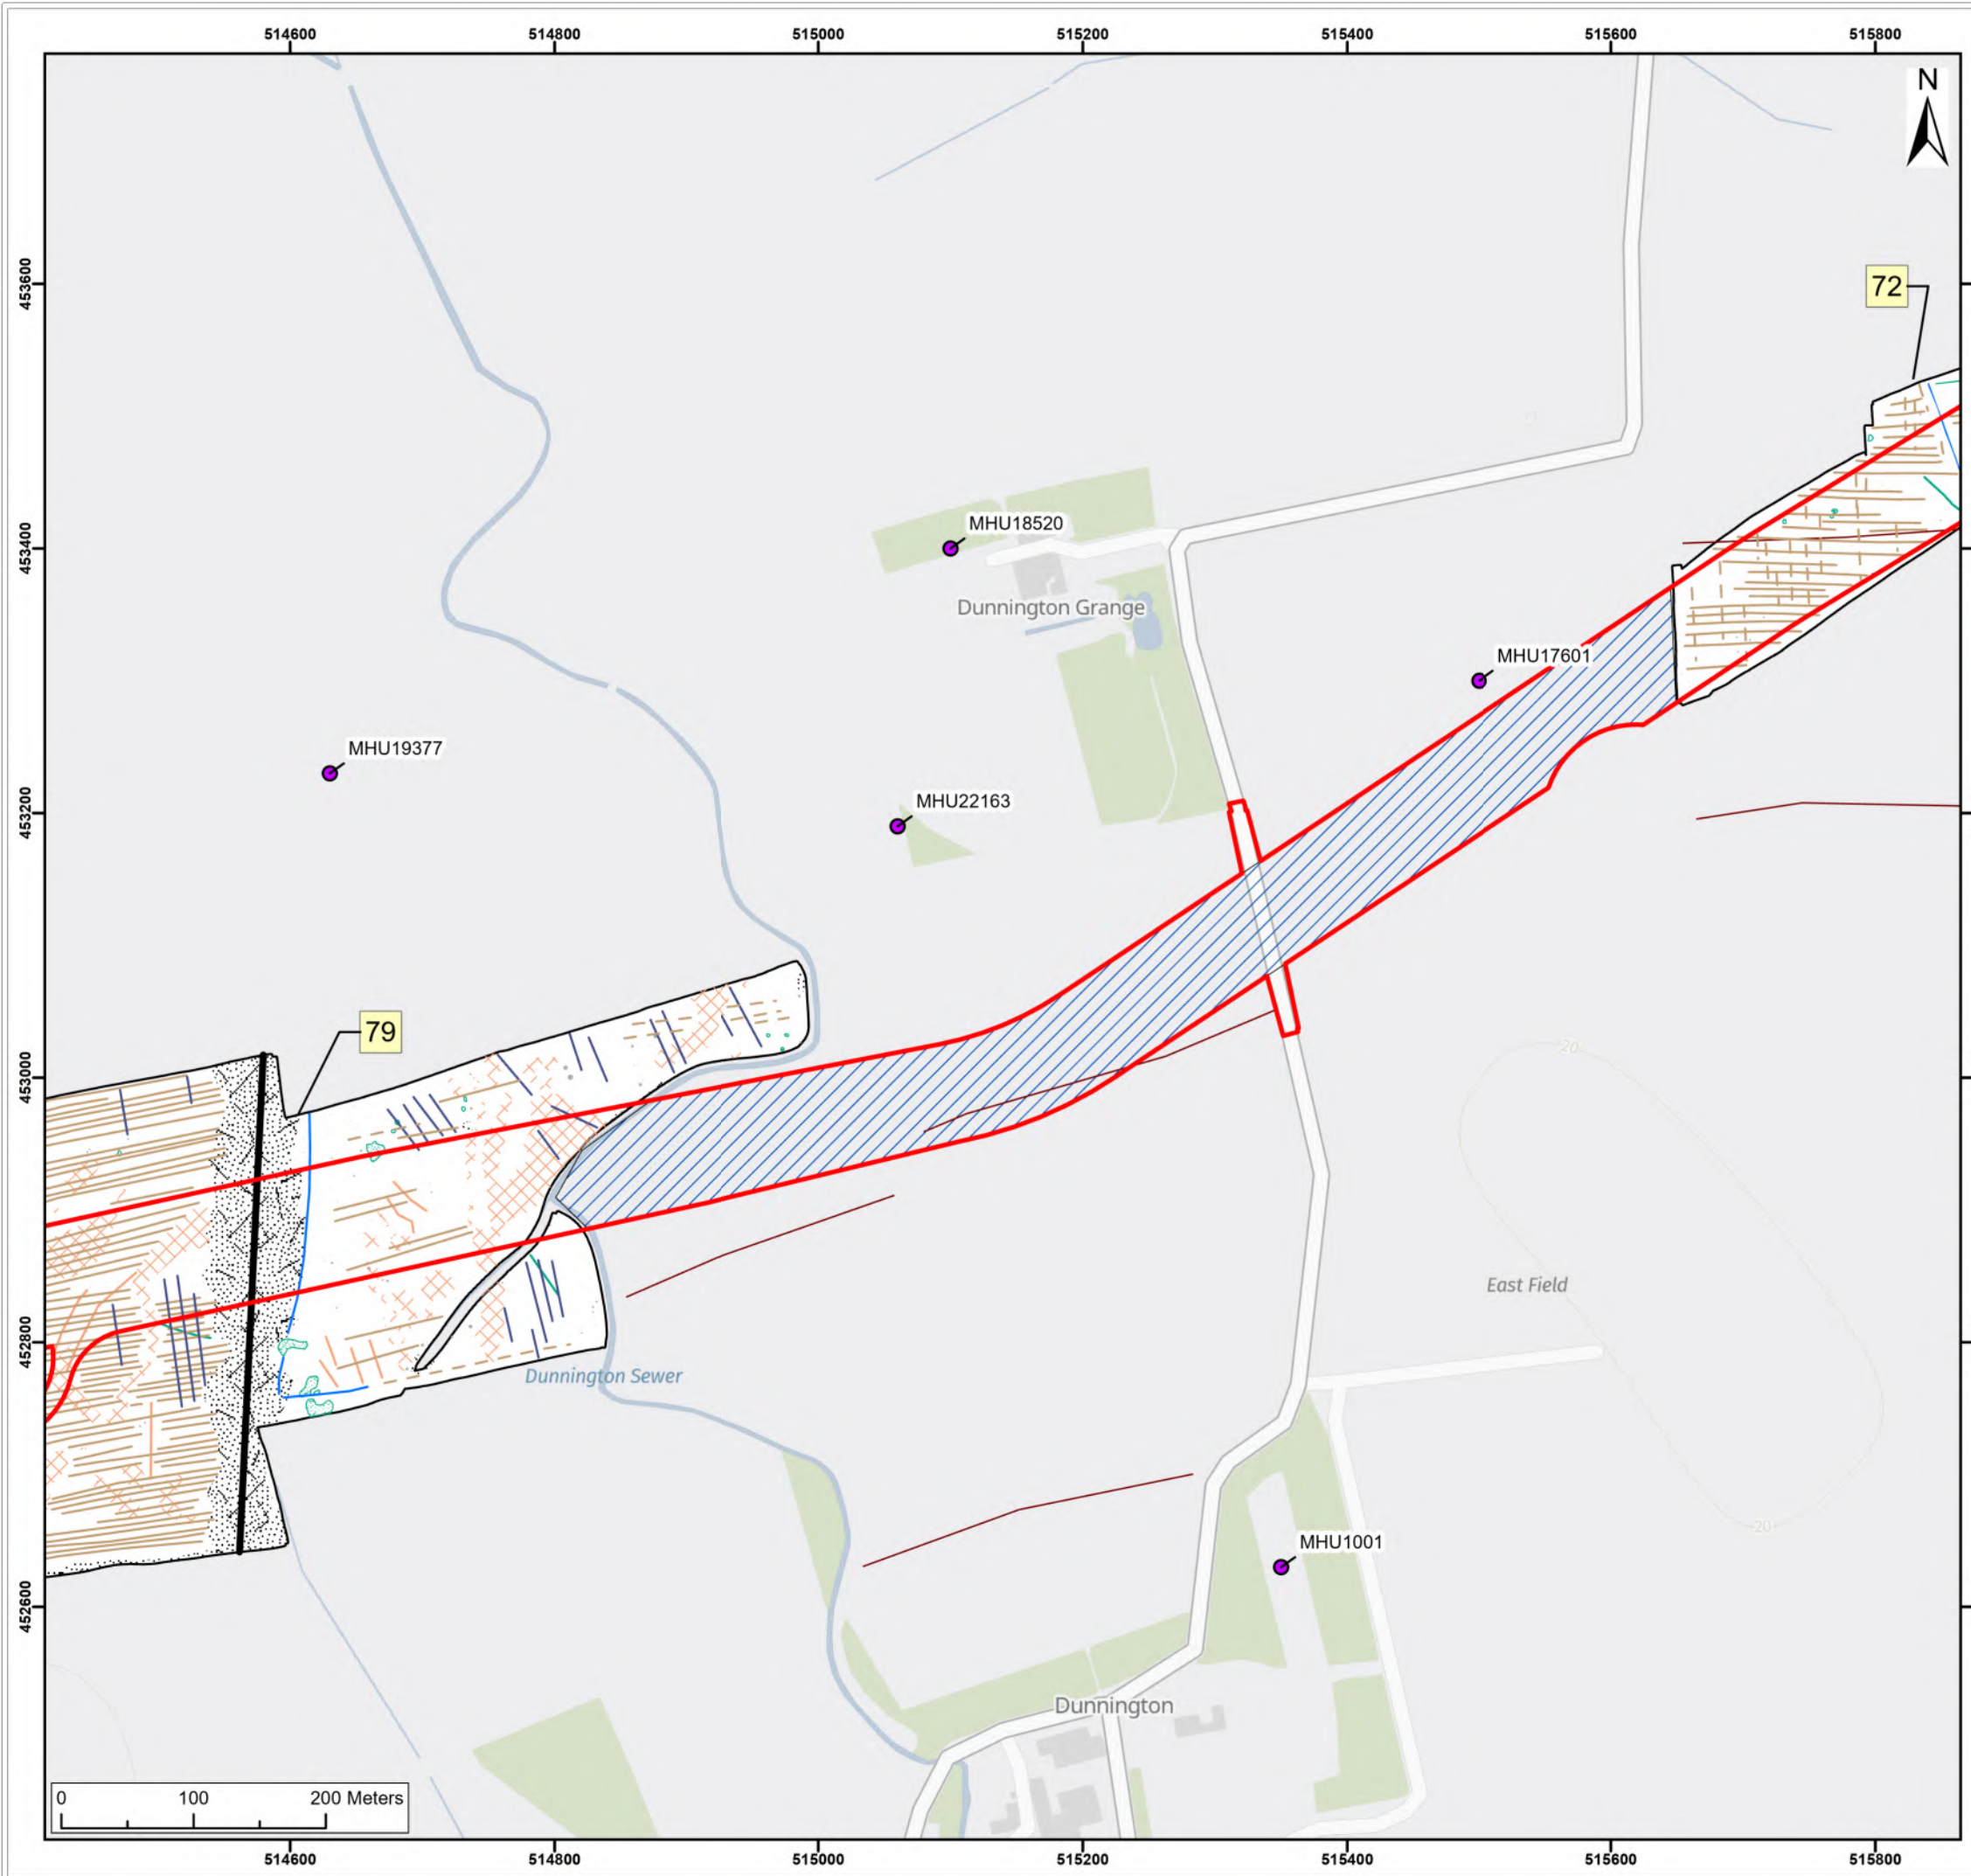 514600 514800 515000 515200 515400 515600 515800
N
453600
72
MHU18520
453400
Dunnington Grange
MHU17601
MHU19377
MHU22163
453200
79
20
453000
East Field
452800
Dunnington Sewer
20
MHU1001
452600
Dunnington
0 100 200 Meters
514600 514800 515000 515200 515400 515600 515800